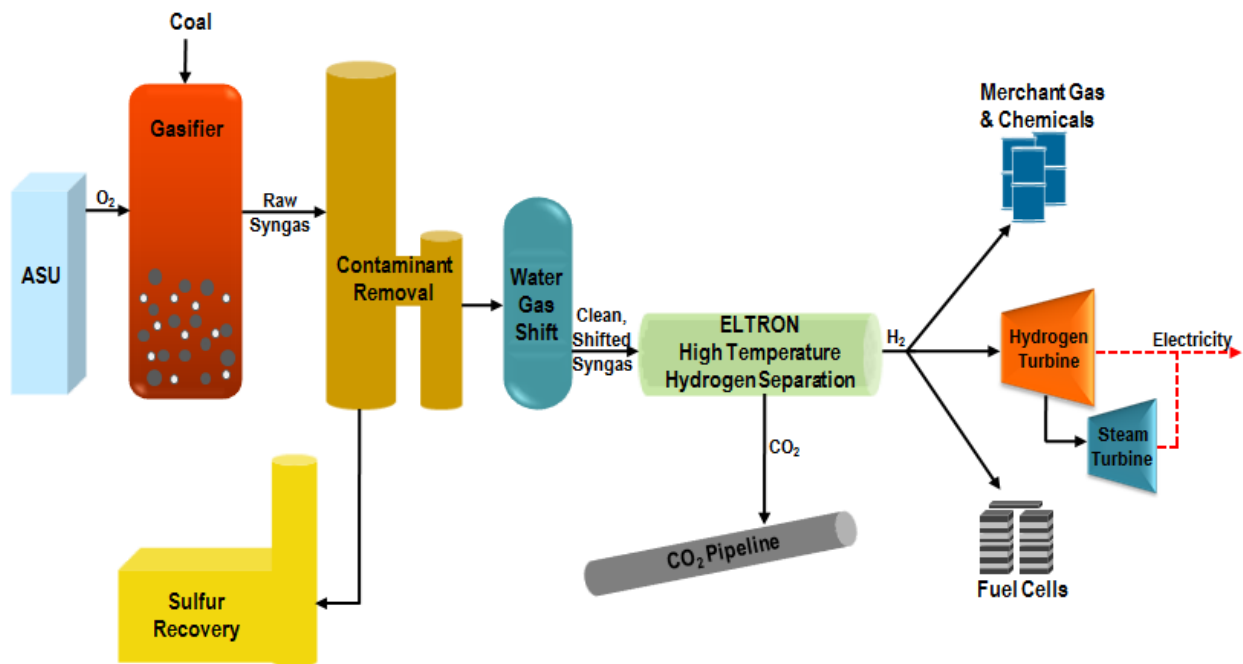 Coal
Gasifier
ASU
O₂
Raw
Syngas
Contaminant
Removal
Sulfur
Recovery
Water
Gas
Shift
Clean,
Shifted
Syngas
ELTRON
High Temperature
Hydrogen Separation
CO₂
CO₂ Pipeline
H₂
Merchant Gas
& Chemicals
Hydrogen
Turbine
Electricity
Steam
Turbine
Fuel Cells